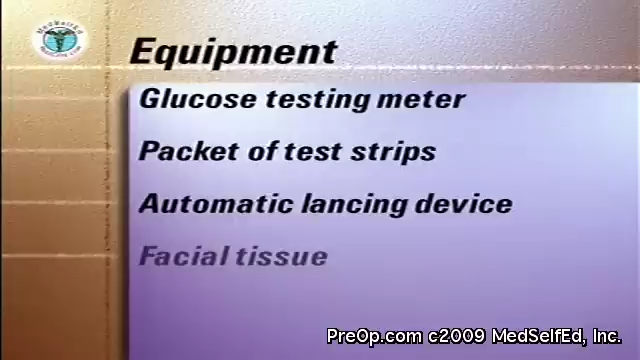 Equipment
Glucose testing meter
Packet of test strips
Automatic lancing device
Facial tissue
PreOp.com c2009 MedSelfEd, Inc.